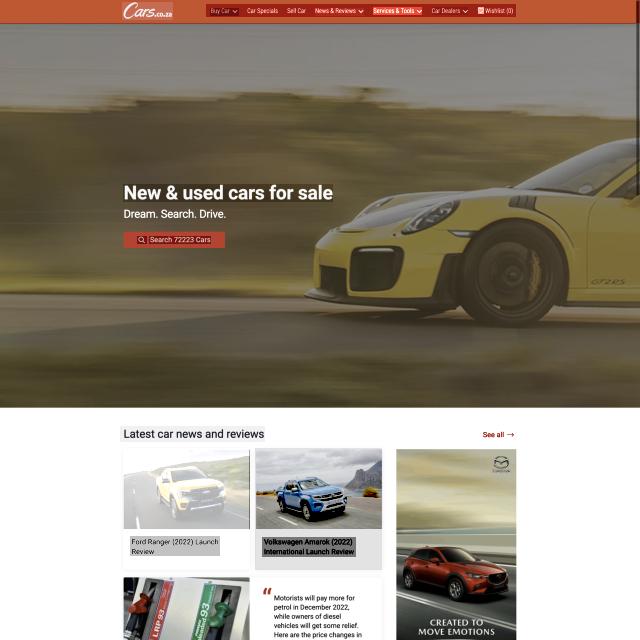 Cars.co.za
Buy Car
Car Specials
Sell Car
News & Reviews
Services & Tools
Car Dealers
Wishlist (0)
New & used cars for sale
Dream. Search. Drive.
Search 72223 Cars
GT2RS
Latest car news and reviews
See all →
Ford Ranger (2022) Launch
Review
Volkswagen Amarok (2022)
International Launch Review
LRP 93
93
“
Motorists will pay more for
petrol in December 2022,
while owners of diesel
vehicles will get some relief.
Here are the price changes in
CREATED TO
MOVE EMOTIONS